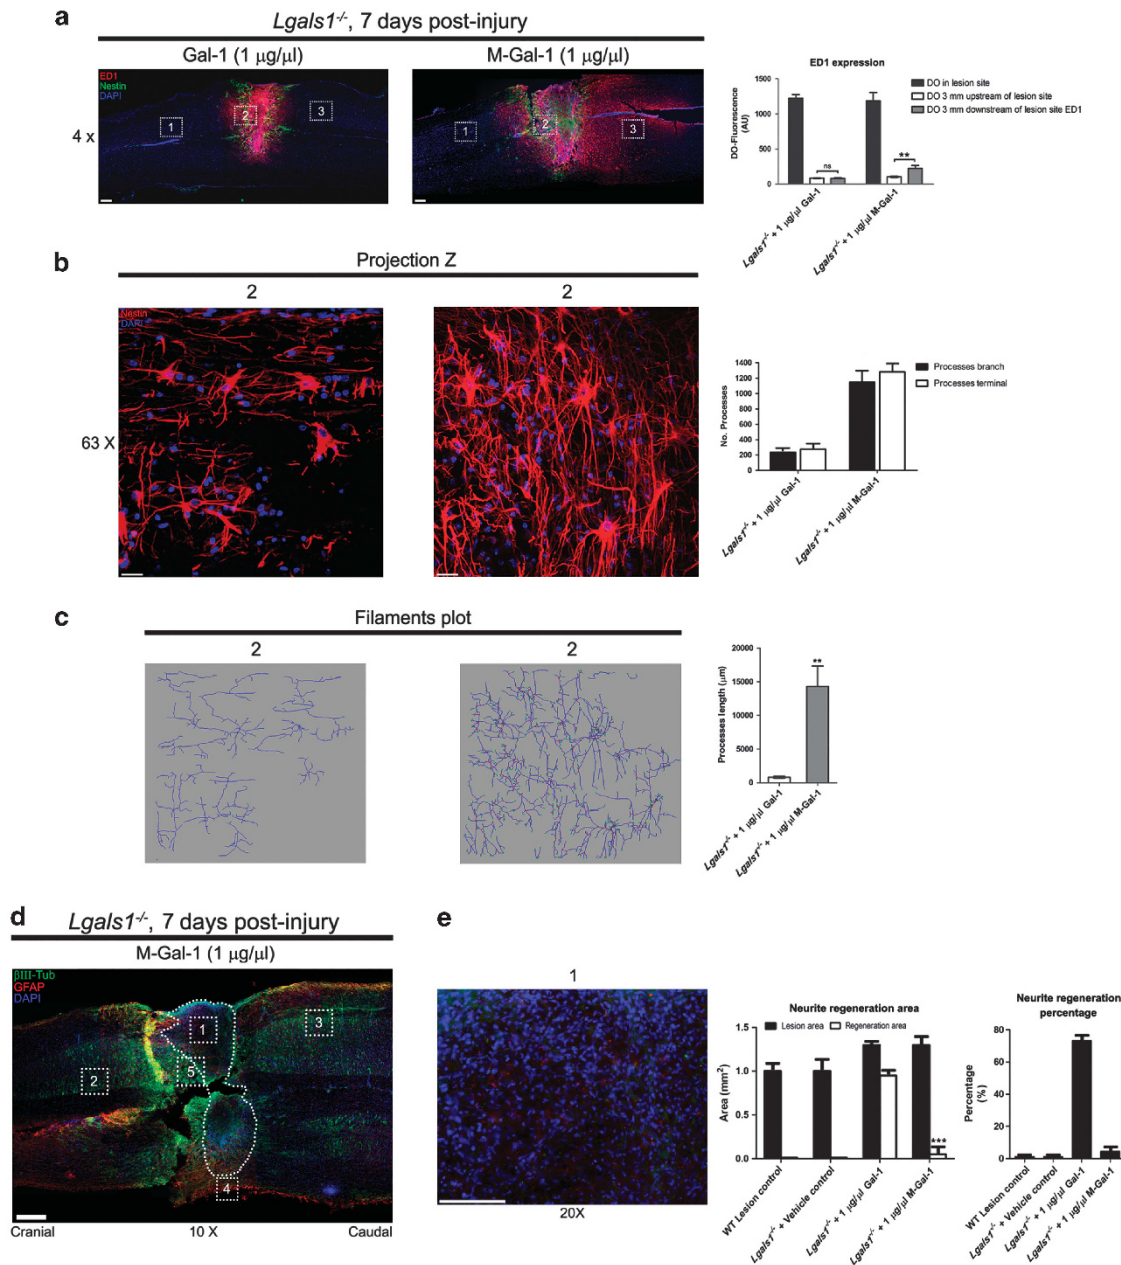 a
Lgals1-/-, 7 days post-injury
Gal-1 (1 µg/µl)
M-Gal-1 (1 µg/µl)
ED1
Nestin
DAPI
1
2
3
1
2
3
4 x
ED1 expression
DO in lesion site
DO 3 mm upstream of lesion site
DO 3 mm downstream of lesion site ED1
DO-Fluorescence
(AU)
1500
1000
500
0
ns
**
Lgals1-/- + 1 µg/µl Gal-1
Lgals1-/- + 1 µg/µl M-Gal-1
b
Projection Z
2
2
Nestin
DAPI
63 X
No. Processes
1400
1200
1000
800
600
400
200
0
Processes branch
Processes terminal
Lgals1-/- + 1 µg/µl Gal-1
Lgals1-/- + 1 µg/µl M-Gal-1
c
Filaments plot
2
2
Processes length (µm)
20000
15000
10000
5000
0
**
Lgals1-/- + 1 µg/µl Gal-1
Lgals1-/- + 1 µg/µl M-Gal-1
d
Lgals1-/-, 7 days post-injury
M-Gal-1 (1 µg/µl)
βIII-Tub
GFAP
DAPI
1
2
3
5
4
Cranial
10 X
Caudal
e
1
20X
Neurite regeneration area
Lesion area
Regeneration area
Area (mm2)
1.5
1.0
0.5
0.0
***
WT Lesion control
Lgals1-/- + Vehicle control
Lgals1-/- + 1 µg/µl Gal-1
Lgals1-/- + 1 µg/µl M-Gal-1
Neurite regeneration
percentage
Percentage
(%)
80
60
40
20
0
WT Lesion control
Lgals1-/- + Vehicle control
Lgals1-/- + 1 µg/µl Gal-1
Lgals1-/- + 1 µg/µl M-Gal-1